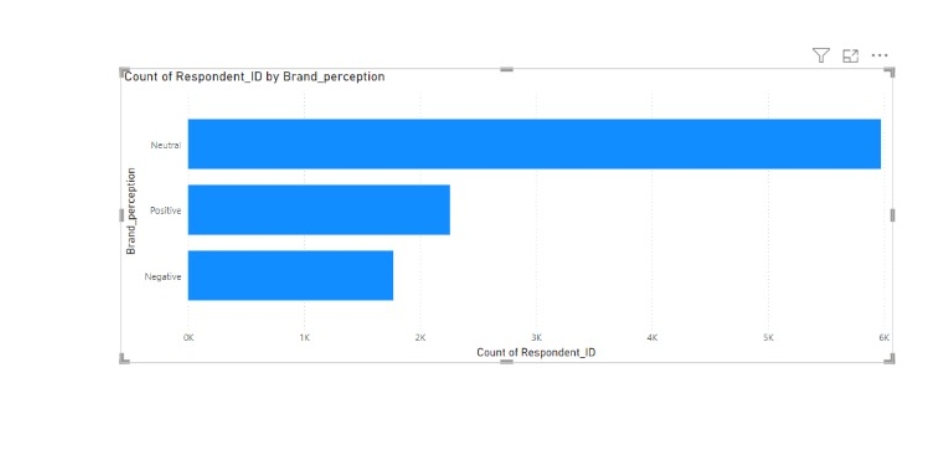 Count of Respondent_ID by Brand_perception
Brand_perception
Neutral
Positive
Negative
0K 1K 2K 3K 4K 5K 6K
Count of Respondent_ID